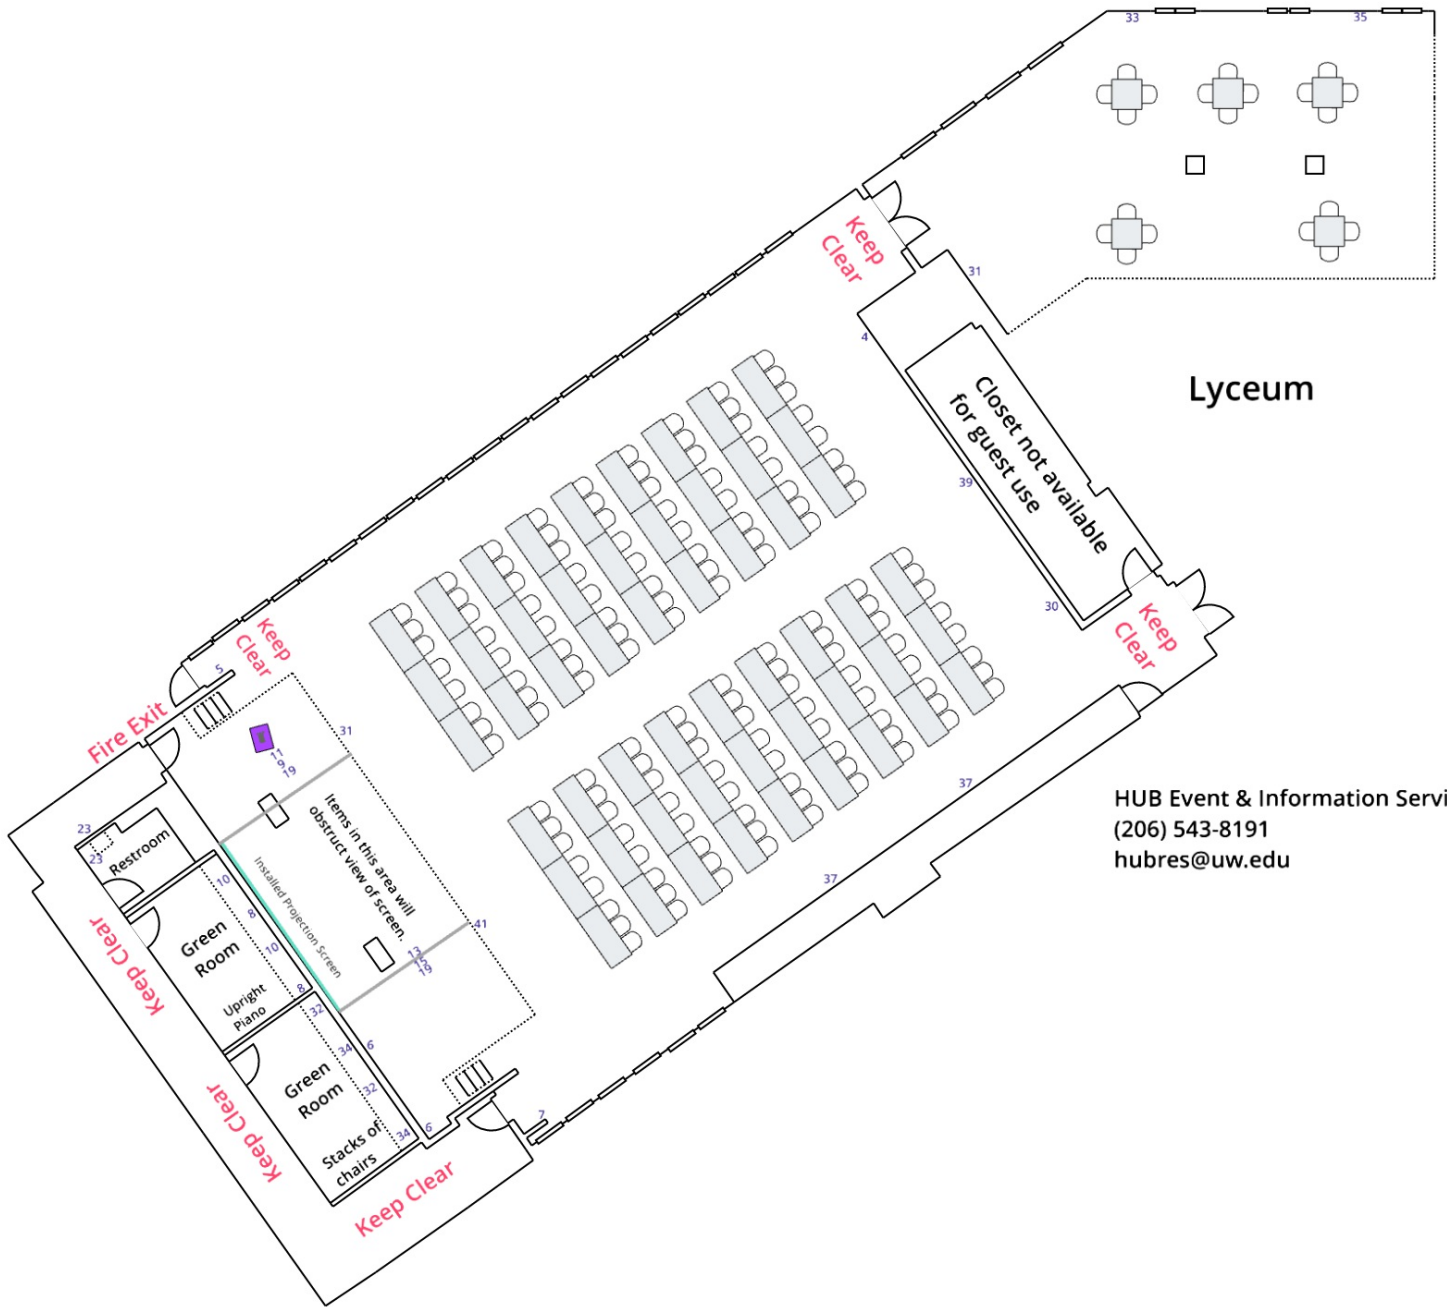 33
35
Keep
Clear
31
4
Lyceum
Closet not available
for guest use
39
30
Keep
Clear
Keep
Clear
5
Fire Exit
31
11
9
19
Items in this area will
obstruct view of screen.
Installed Projection Screen
23
23
Restroom
10
8
10
8
Green
Room
Upright
Piano
Keep Clear
41
37
37
HUB Event & Information Servi
(206) 543-8191
hubres@uw.edu
32
34
6
32
34
6
7
Green
Room
Stacks of
chairs
Keep Clear
Keep Clear